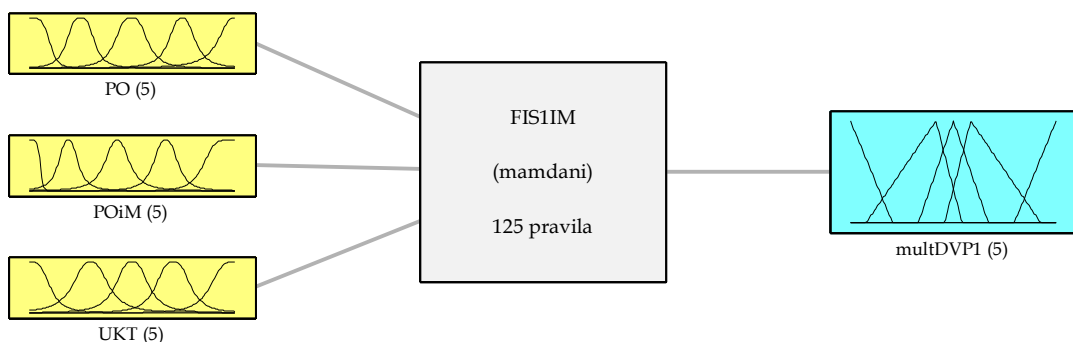 PO (5)
POiM (5)
UKT (5)
FIS1IM
(mamdani)
125 pravila
multDVP1 (5)